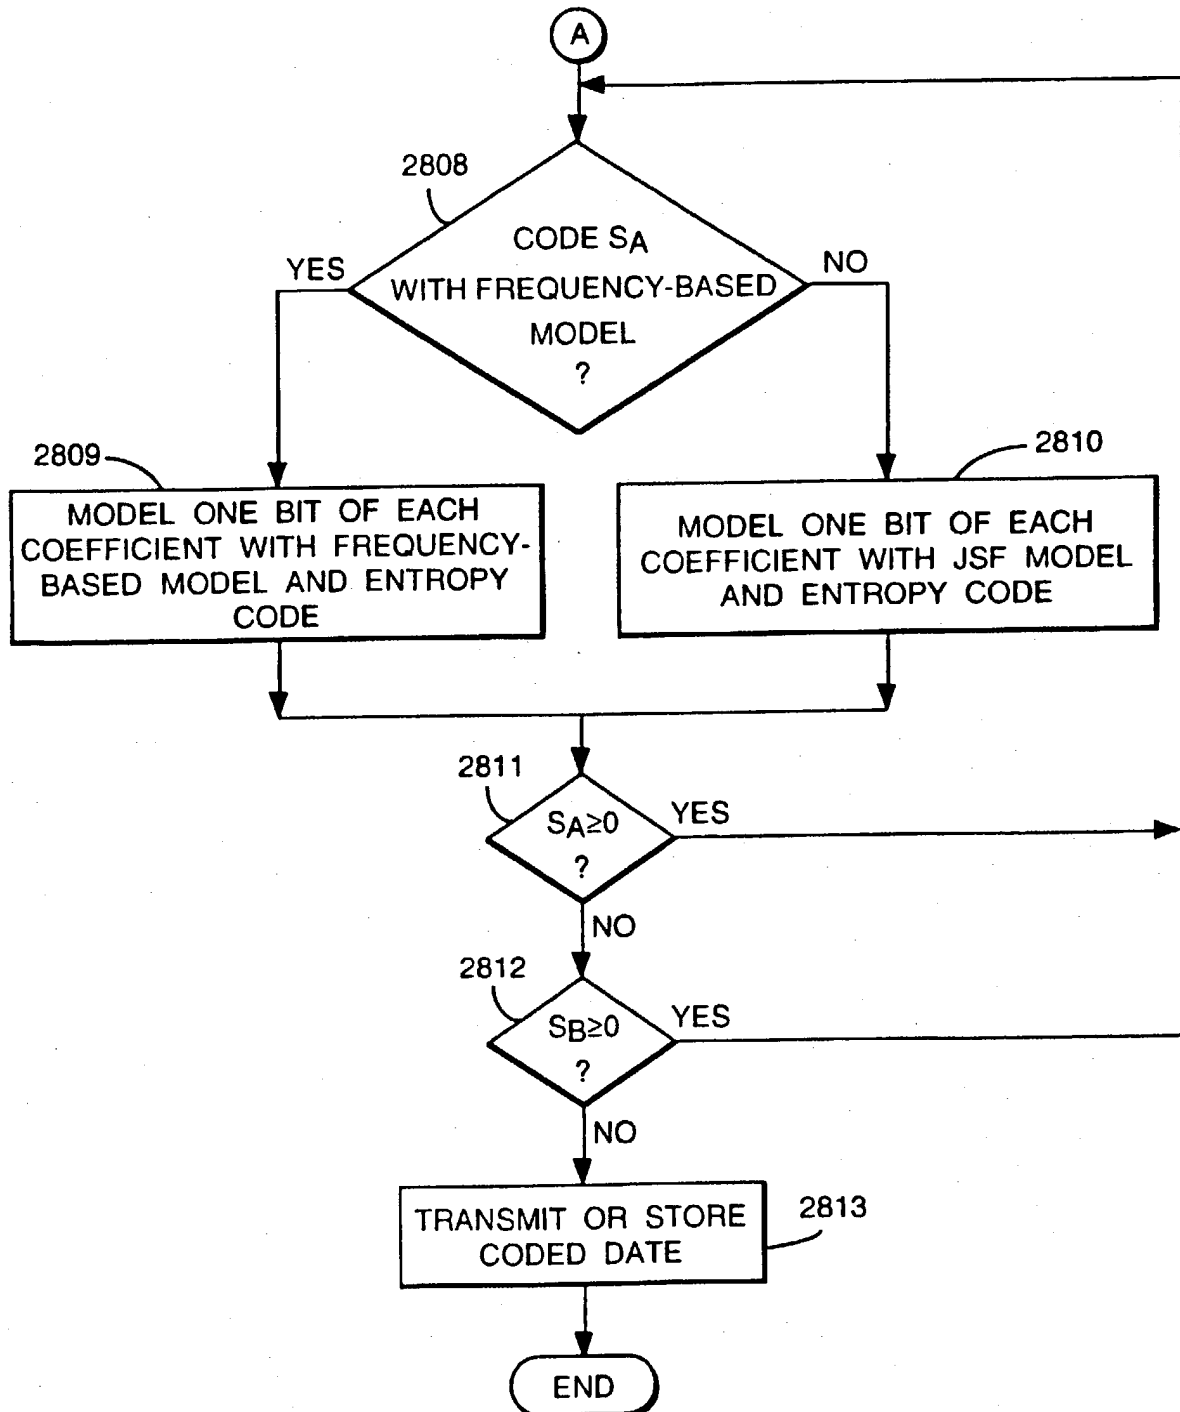 A
2808
CODE SA
WITH FREQUENCY-BASED
MODEL
?
YES
NO
2809
MODEL ONE BIT OF EACH
COEFFICIENT WITH FREQUENCY-
BASED MODEL AND ENTROPY
CODE
2810
MODEL ONE BIT OF EACH
COEFFICIENT WITH JSF MODEL
AND ENTROPY CODE
2811
SA≥0
?
YES
NO
2812
SB≥0
?
YES
NO
TRANSMIT OR STORE
CODED DATE
2813
END